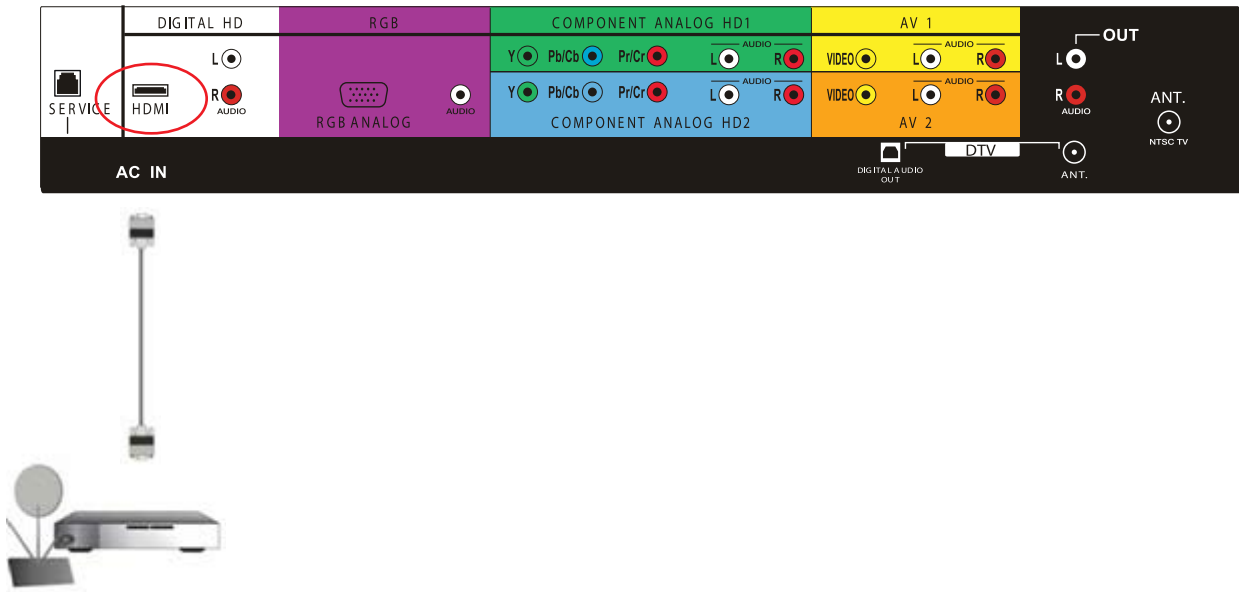 DIGITAL HD
RGB
COMPONENT ANALOG HD1
AV 1
OUT
L
Y Pb/Cb Pr/Cr
AUDIO
L R
VIDEO
AUDIO
L R
L
SERVICE
HDMI
R
AUDIO
RGB ANALOG
AUDIO
Y Pb/Cb Pr/Cr
AUDIO
L R
COMPONENT ANALOG HD2
VIDEO
AUDIO
L R
AV 2
R
AUDIO
ANT.
NTSC TV
AC IN
DIGITAL AUDIO
OUT
DTV
ANT.